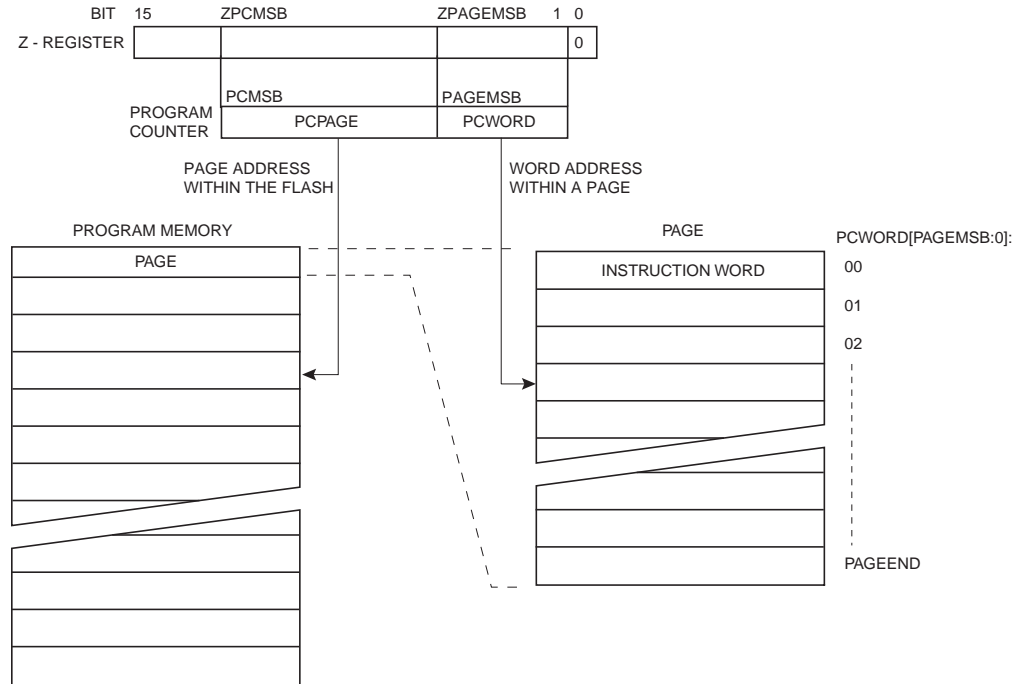 BIT 15 ZPCMSB ZPAGEMSB 1 0
Z - REGISTER 0
PCMSB PAGEMSB
PROGRAM
COUNTER
PCPAGE PCWORD
PAGE ADDRESS
WITHIN THE FLASH
WORD ADDRESS
WITHIN A PAGE
PROGRAM MEMORY
PAGE
PAGE
PCWORD[PAGEMSB:0]:
INSTRUCTION WORD
00
01
02
PAGEEND